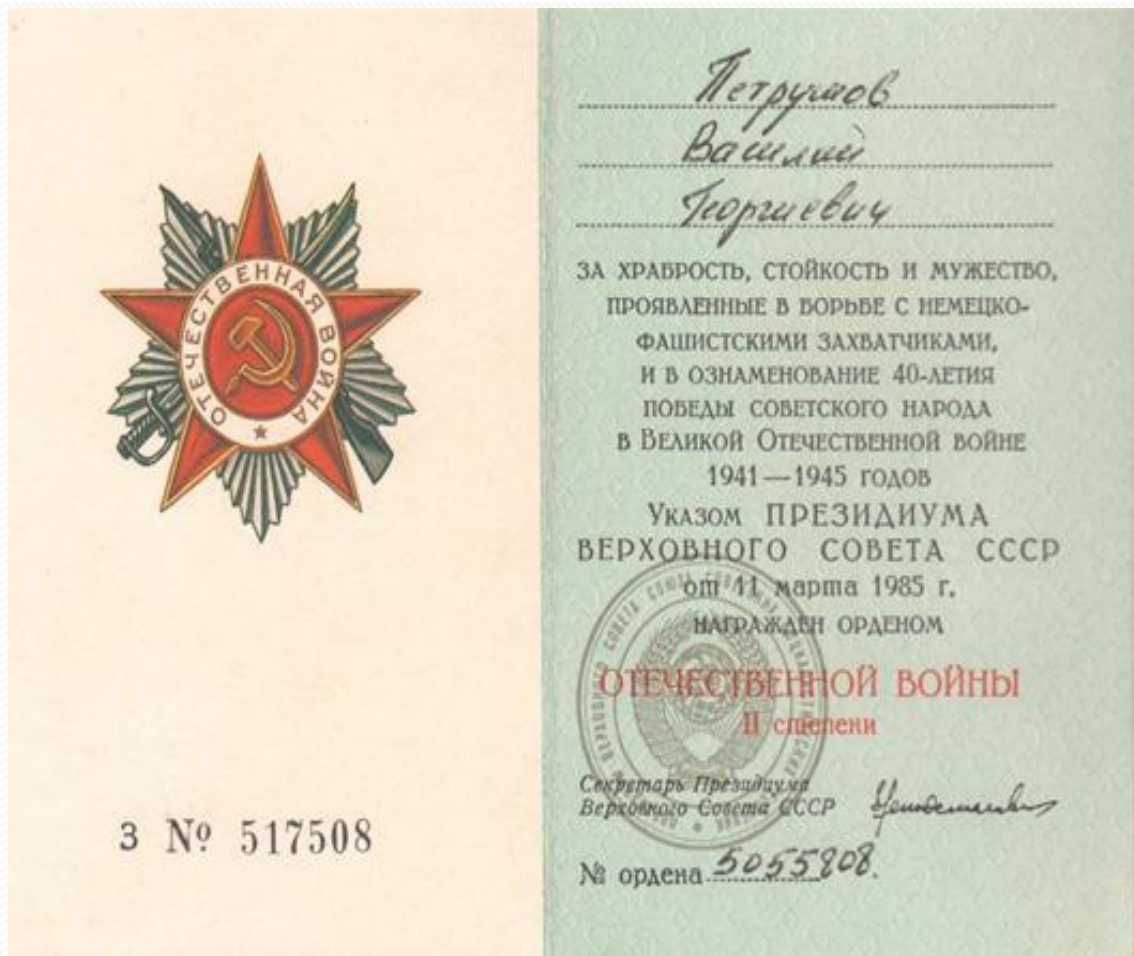 Петрушов
Василий
Георгиевич
ЗА ХРАБРОСТЬ, СТОЙКОСТЬ И МУЖЕСТВО,
ПРОЯВЛЕННЫЕ В БОРЬБЕ С НЕМЕЦКО-
ФАШИСТСКИМИ ЗАХВАТЧИКАМИ,
И В ОЗНАМЕНОВАНИЕ 40-ЛЕТИЯ
ПОБЕДЫ СОВЕТСКОГО НАРОДА
В ВЕЛИКОЙ ОТЕЧЕСТВЕННОЙ ВОЙНЕ
1941—1945 ГОДОВ
УКАЗОМ ПРЕЗИДИУМА
ВЕРХОВНОГО СОВЕТА СССР
от 11 марта 1985 г.
НАГРАЖДЕН ОРДЕНОМ
ОТЕЧЕСТВЕННОЙ ВОЙНЫ
II степени
Секретарь Президиума
Верховного Совета СССР
№ ордена
ОТЕЧЕСТВЕННАЯ ВОЙНА
З № 517508